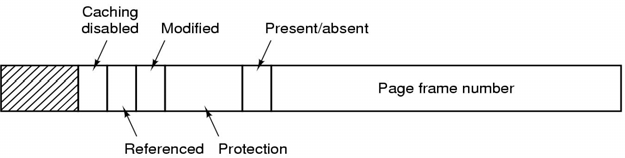 Caching
disabled
Modified
Present/absent
Page frame number
Referenced
Protection